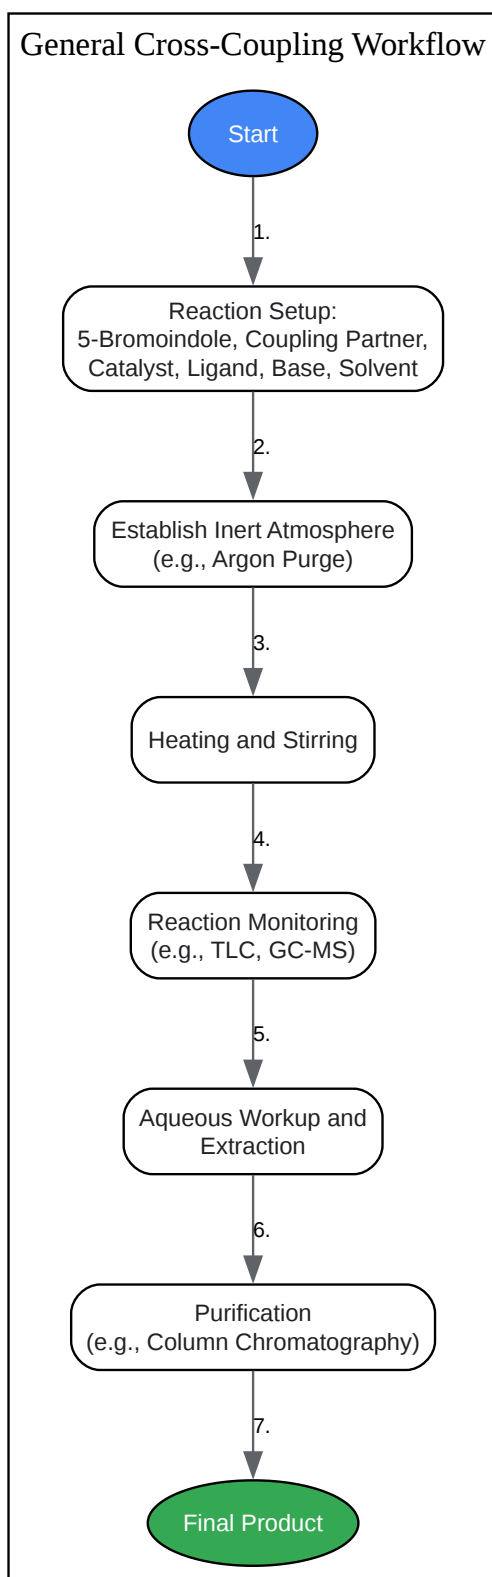 General Cross-Coupling Workflow
Start
1.
Reaction Setup:
5-Bromoindole, Coupling Partner,
Catalyst, Ligand, Base, Solvent
2.
Establish Inert Atmosphere
(e.g., Argon Purge)
3.
Heating and Stirring
4.
Reaction Monitoring
(e.g., TLC, GC-MS)
5.
Aqueous Workup and
Extraction
6.
Purification
(e.g., Column Chromatography)
7.
Final Product